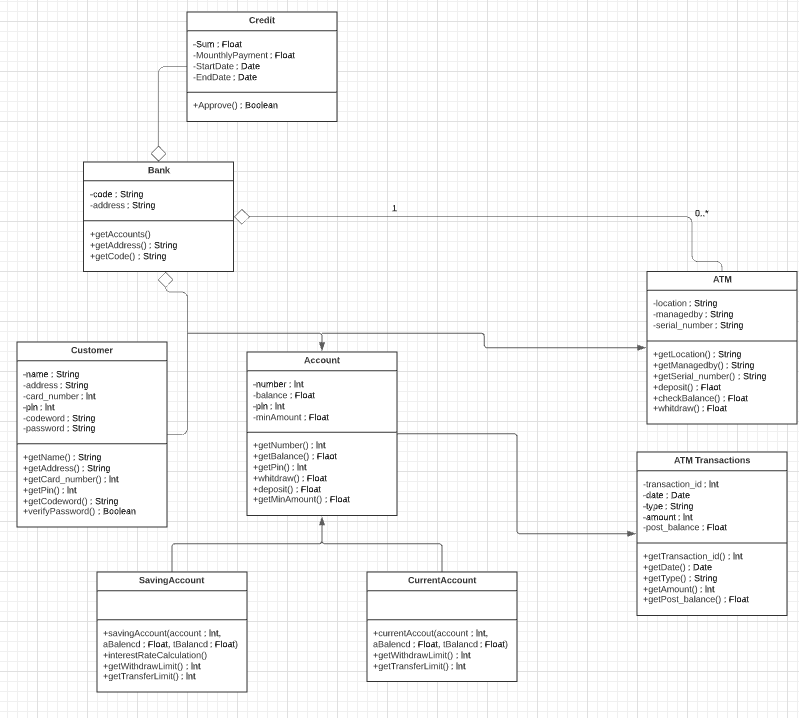 Credit
-Sum : Float
-MounthlyPayment : Float
-StartDate : Date
-EndDate : Date
+Approve() : Boolean
Bank
-code : String
-address : String
+getAccounts()
+getAddress() : String
+getCode() : String
1
0..*
ATM
-location : String
-managedby : String
-serial_number : String
+getLocation() : String
+getManagedby() : String
+getSerial_number() : String
+deposit() : Flaot
+checkBalance() : Float
+whitdraw() : Float
Customer
-name : String
-address : String
-card_number : Int
-pin : Int
-codeword : String
-password : String
+getName() : String
+getAddress() : String
+getCard_number() : Int
+getPin() : Int
+getCodeword() : String
+verifyPassword() : Boolean
Account
-number : Int
-balance : Float
-pin : Int
-minAmount : Float
+getNumber() : Int
+getBalance() : Flaot
+getPin() : Int
+whitdraw() : Float
+deposit() : Float
+getMinAmount() : Float
ATM Transactions
-transaction_id : Int
-date : Date
-type : String
-amount : Int
-post_balance : Float
+getTransaction_id() : Int
+getDate() : Date
+getType() : String
+getAmount() : Int
+getPost_balance() : Float
SavingAccount
+savingAccount(account : Int,
aBalencd : Float, tBalancd : Float)
+interestRateCalculation()
+getWithdrawLimit() : Int
+getTransferLimit() : Int
CurrentAccount
+currentAccout(account : Int,
aBalencd : Float, tBalancd : Float)
+getWithdrawLimit() : Int
+getTransferLimit() : Int